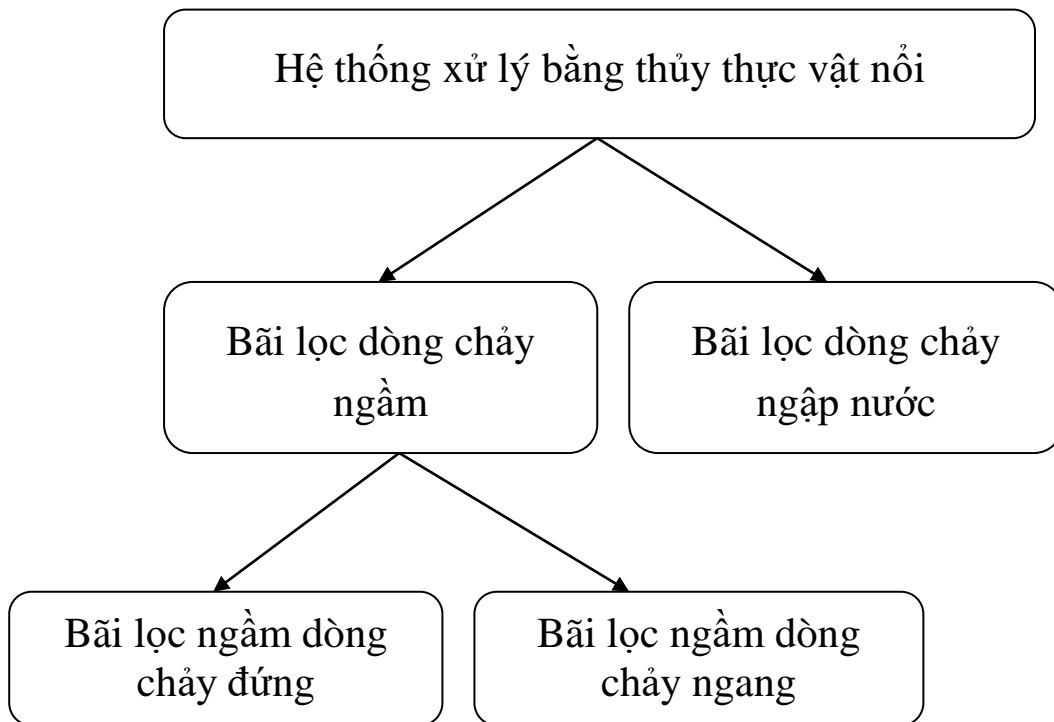 Hệ thống xử lý bằng thủy thực vật nổi
Bãi lọc dòng chảy
ngầm
Bãi lọc dòng chảy
ngập nước
Bãi lọc ngầm dòng
chảy đứng
Bãi lọc ngầm dòng
chảy ngang